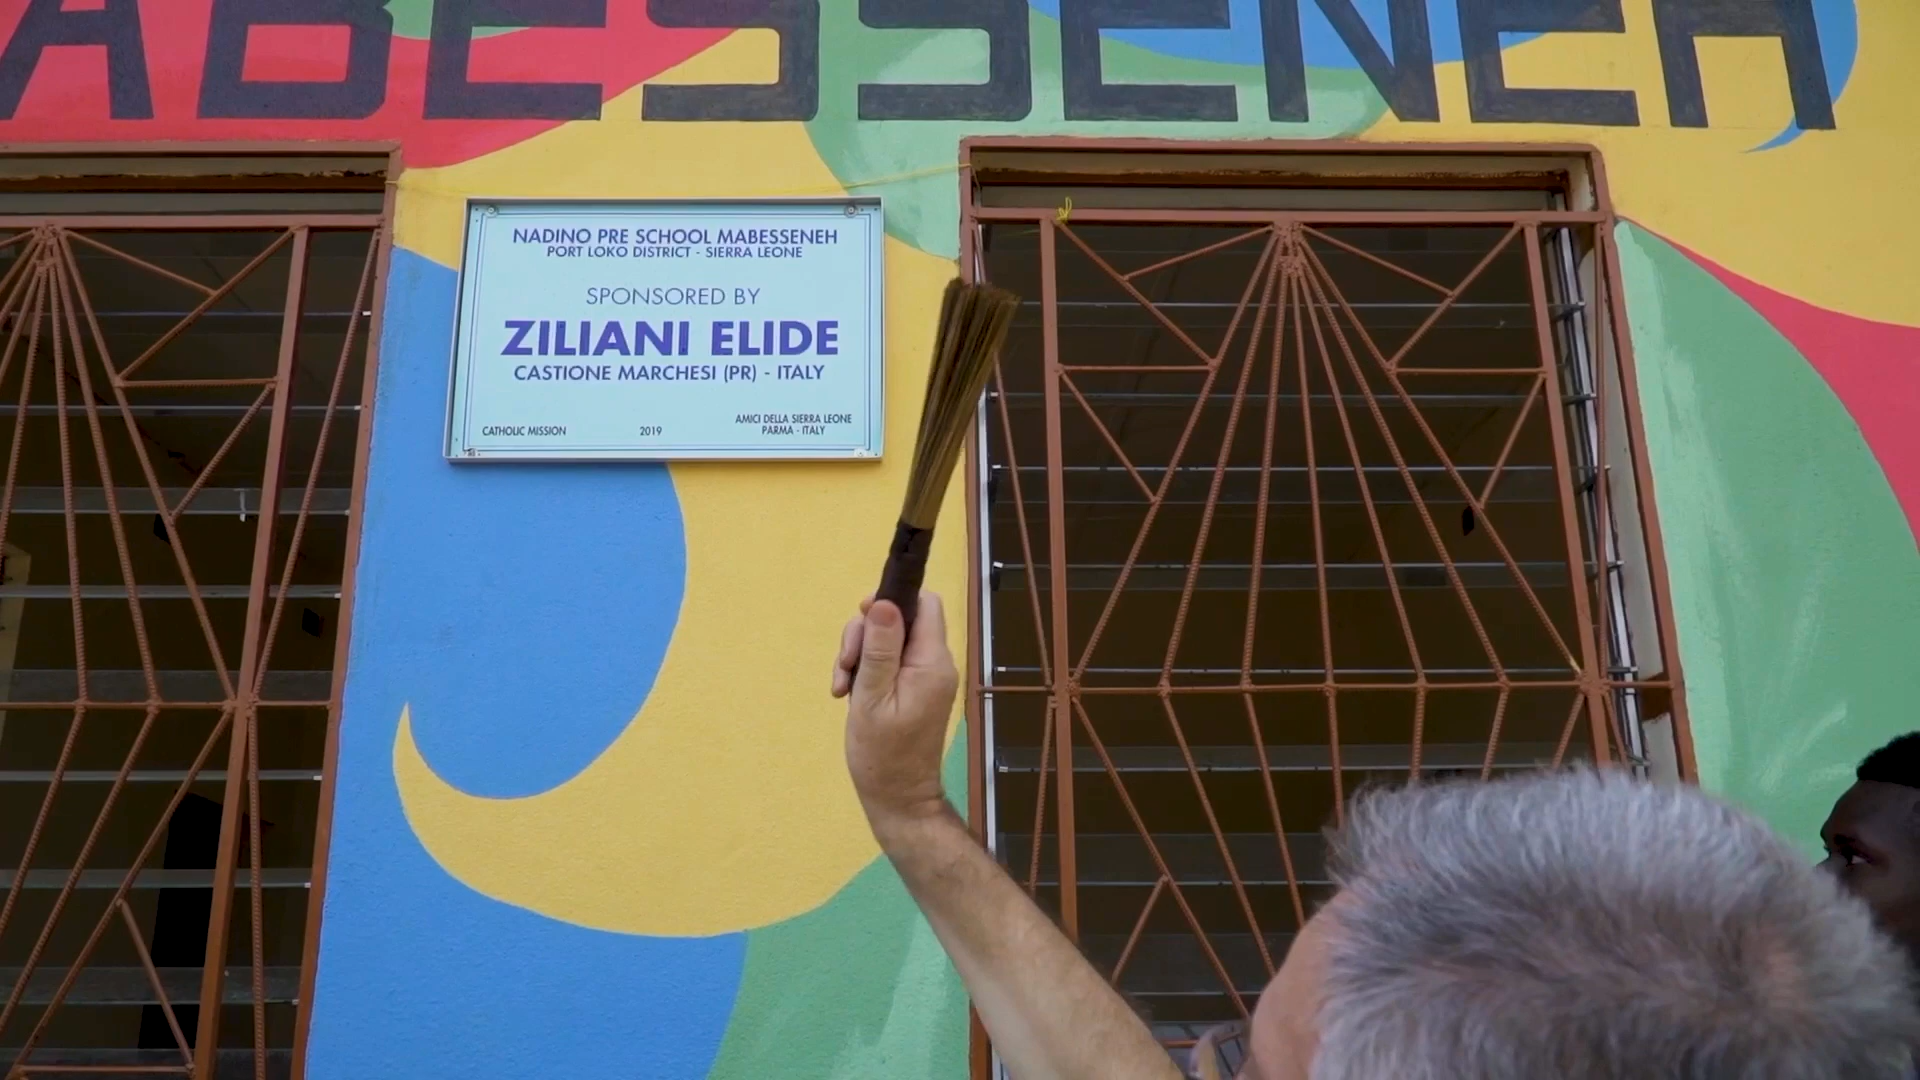 ABESSENEH
NADINO PRE SCHOOL MABESSENEH
PORT LOKO DISTRICT - SIERRA LEONE
SPONSORED BY
ZILIANI ELIDE
CASTIONE MARCHESI (PR) - ITALY
CATHOLIC MISSION 2019 AMICI DELLA SIERRA LEONE
PARMA - ITALY